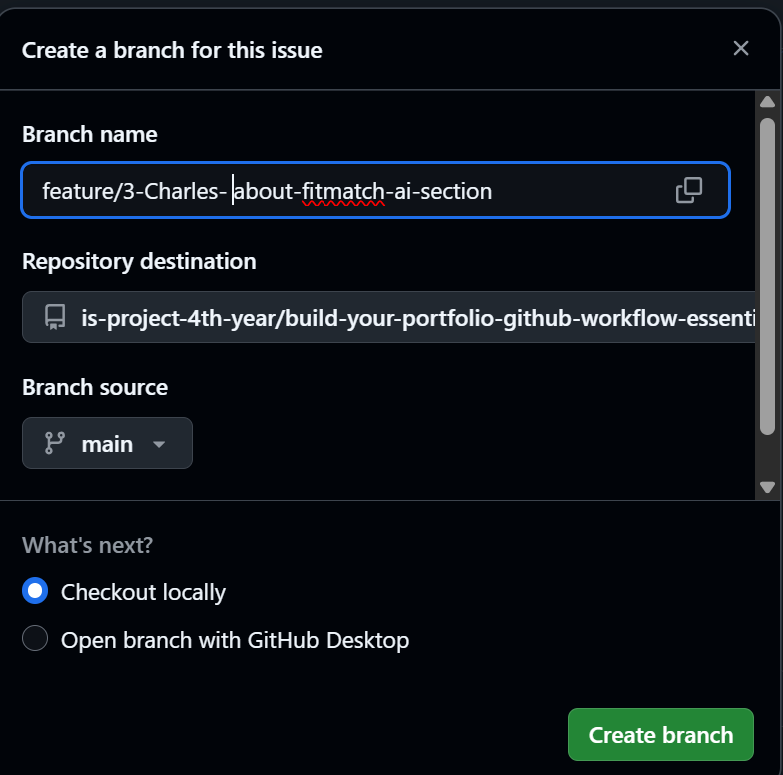 Create a branch for this issue
Branch name
feature/3-Charles-about-fitmatch-ai-section
Repository destination
is-project-4th-year/build-your-portfolio-github-workflow-essenti
Branch source
main
What's next?
Checkout locally
Open branch with GitHub Desktop
Create branch